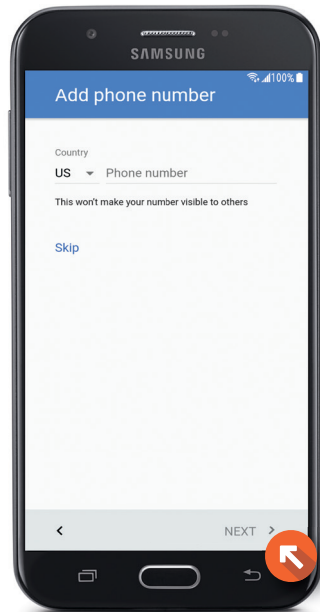 SAMSUNG
100%
Add phone number
Country
US Phone number
This won't make your number visible to others
Skip
NEXT